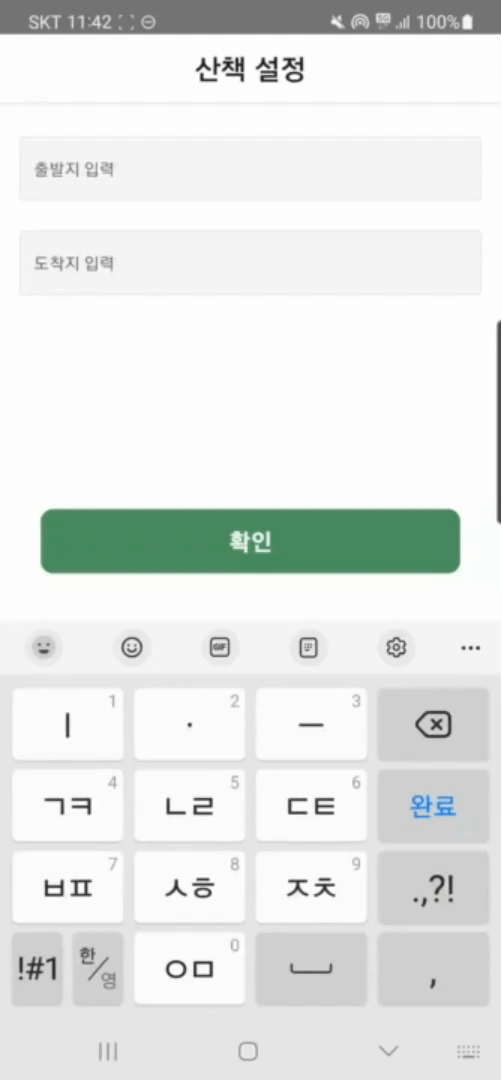 SKT 11:42 100%
산책 설정
출발지 입력
도착지 입력
확인
GIF
ㅣ 1 · 2 ㅡ 3
ㄱㅋ 4 ㄴㄹ 5 ㄷㅌ 6 완료
ㅂㅍ 7 ㅅㅎ 8 ㅈㅊ 9 .,?!
!#1 한/영 ㅇㅁ 0 ,